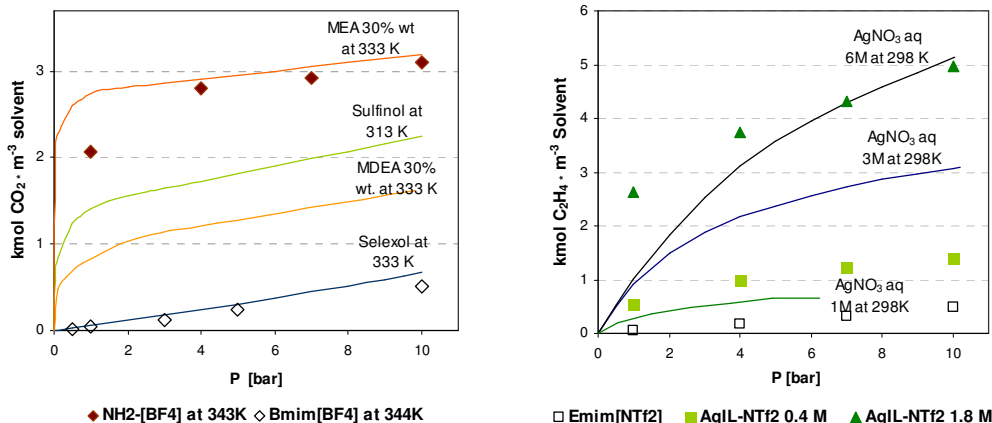 MEA 30% wt
at 333 K
Sulfinol at
313 K
MDEA 30%
wt. at 333 K
Selexol at
333 K
kmol CO₂・ m⁻³ solvent
3
2
1
0
0 2 4 6 8 10
P [bar]
◆ NH2-[BF4] at 343K ◇ Bmim[BF4] at 344K
AgNO₃ aq
6M at 298 K
AgNO₃ aq
3M at 298K
AgNO₃ aq
1M at 298K
kmol C₂H₄ * m⁻³ Solvent
6
5
4
3
2
1
0
0 2 4 6 8 10
P [bar]
□ Emim[NTf2] ■ AgIL-NTf2 0.4 M ▲ AgIL-NTf2 1.8 M